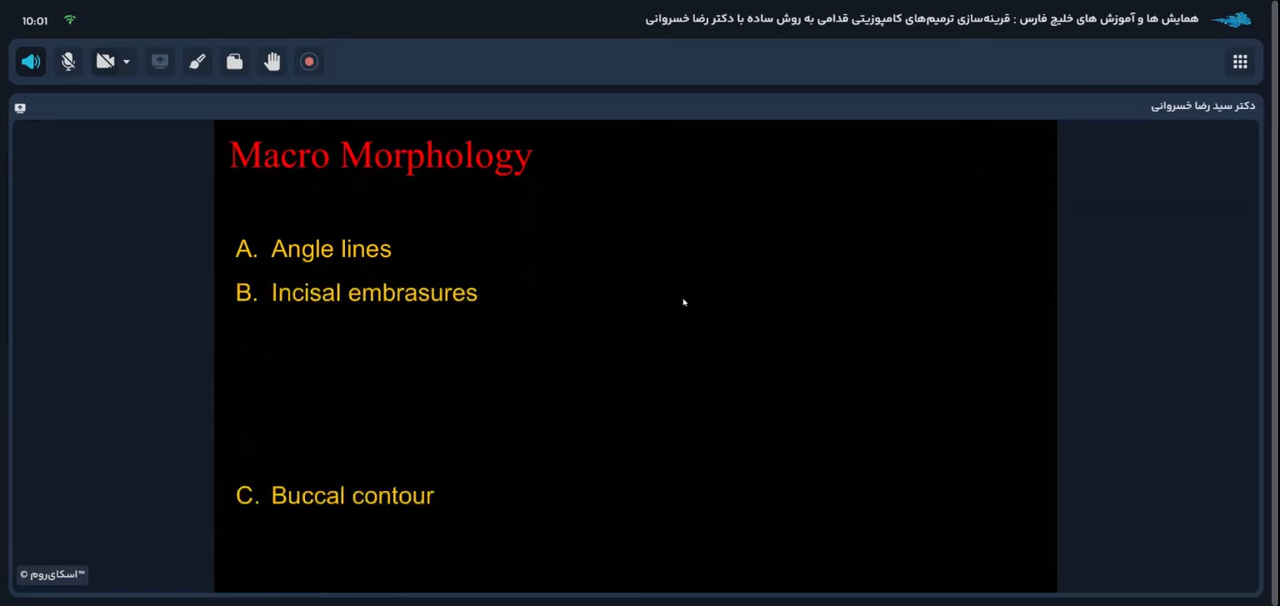 10:01
همایش ها و آموزش های خلیج فارس : قرینه‌سازی ترمیم‌های کامپوزیتی قدامی به روش ساده با دکتر رضا خسروانی
دکتر سید رضا خسروانی
Macro Morphology
A. Angle lines
B. Incisal embrasures
C. Buccal contour
© اسکای‌روم™